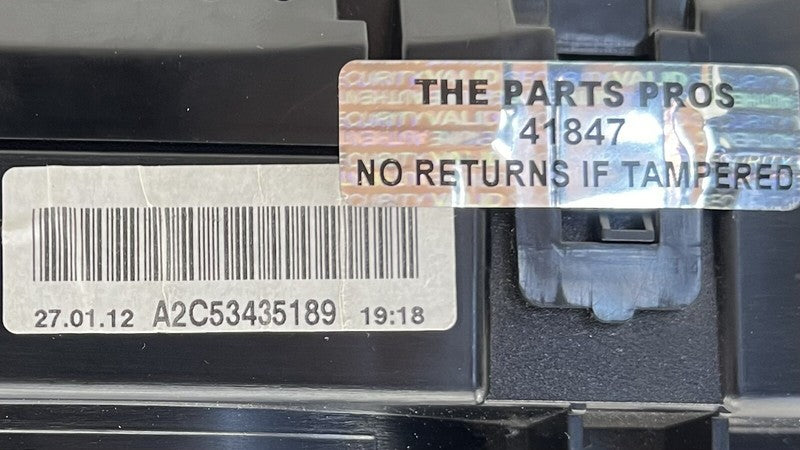 THE PARTS PROS
41847
NO RETURNS IF TAMPERED
27.01.12 A2C53435189 19:18